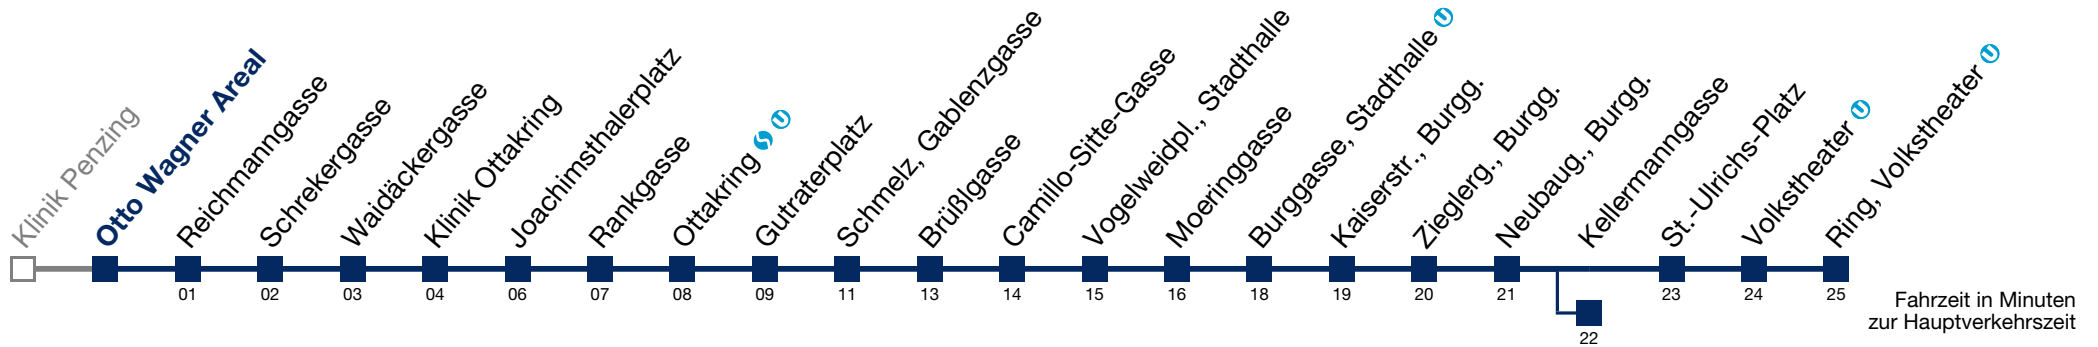 Klinik Penzing
Otto Wagner Areal
Reichmanngasse
Schrekergasse
Waidäckergasse
Klinik Ottakring
Joachimsthalerplatz
Rankgasse
Ottakring
Gutraterplatz
Schmelz, Gablenzgasse
Brüßlgasse
Camillo-Sitte-Gasse
Vogelweidpl., Stadthalle
Moeringgasse
Burggasse, Stadthalle U
Kaiserstr., Burgg.
Zieglerg., Burgg.
Neubaug., Burgg.
Kellermanngasse
St.-Ulrichs-Platz
Volkstheater U
Ring, Volkstheater U
01
02
03
04
06
07
08
09
11
13
14
15
16
18
19
20
21
23
24
25
22
Fahrzeit in Minuten
zur Hauptverkehrszeit